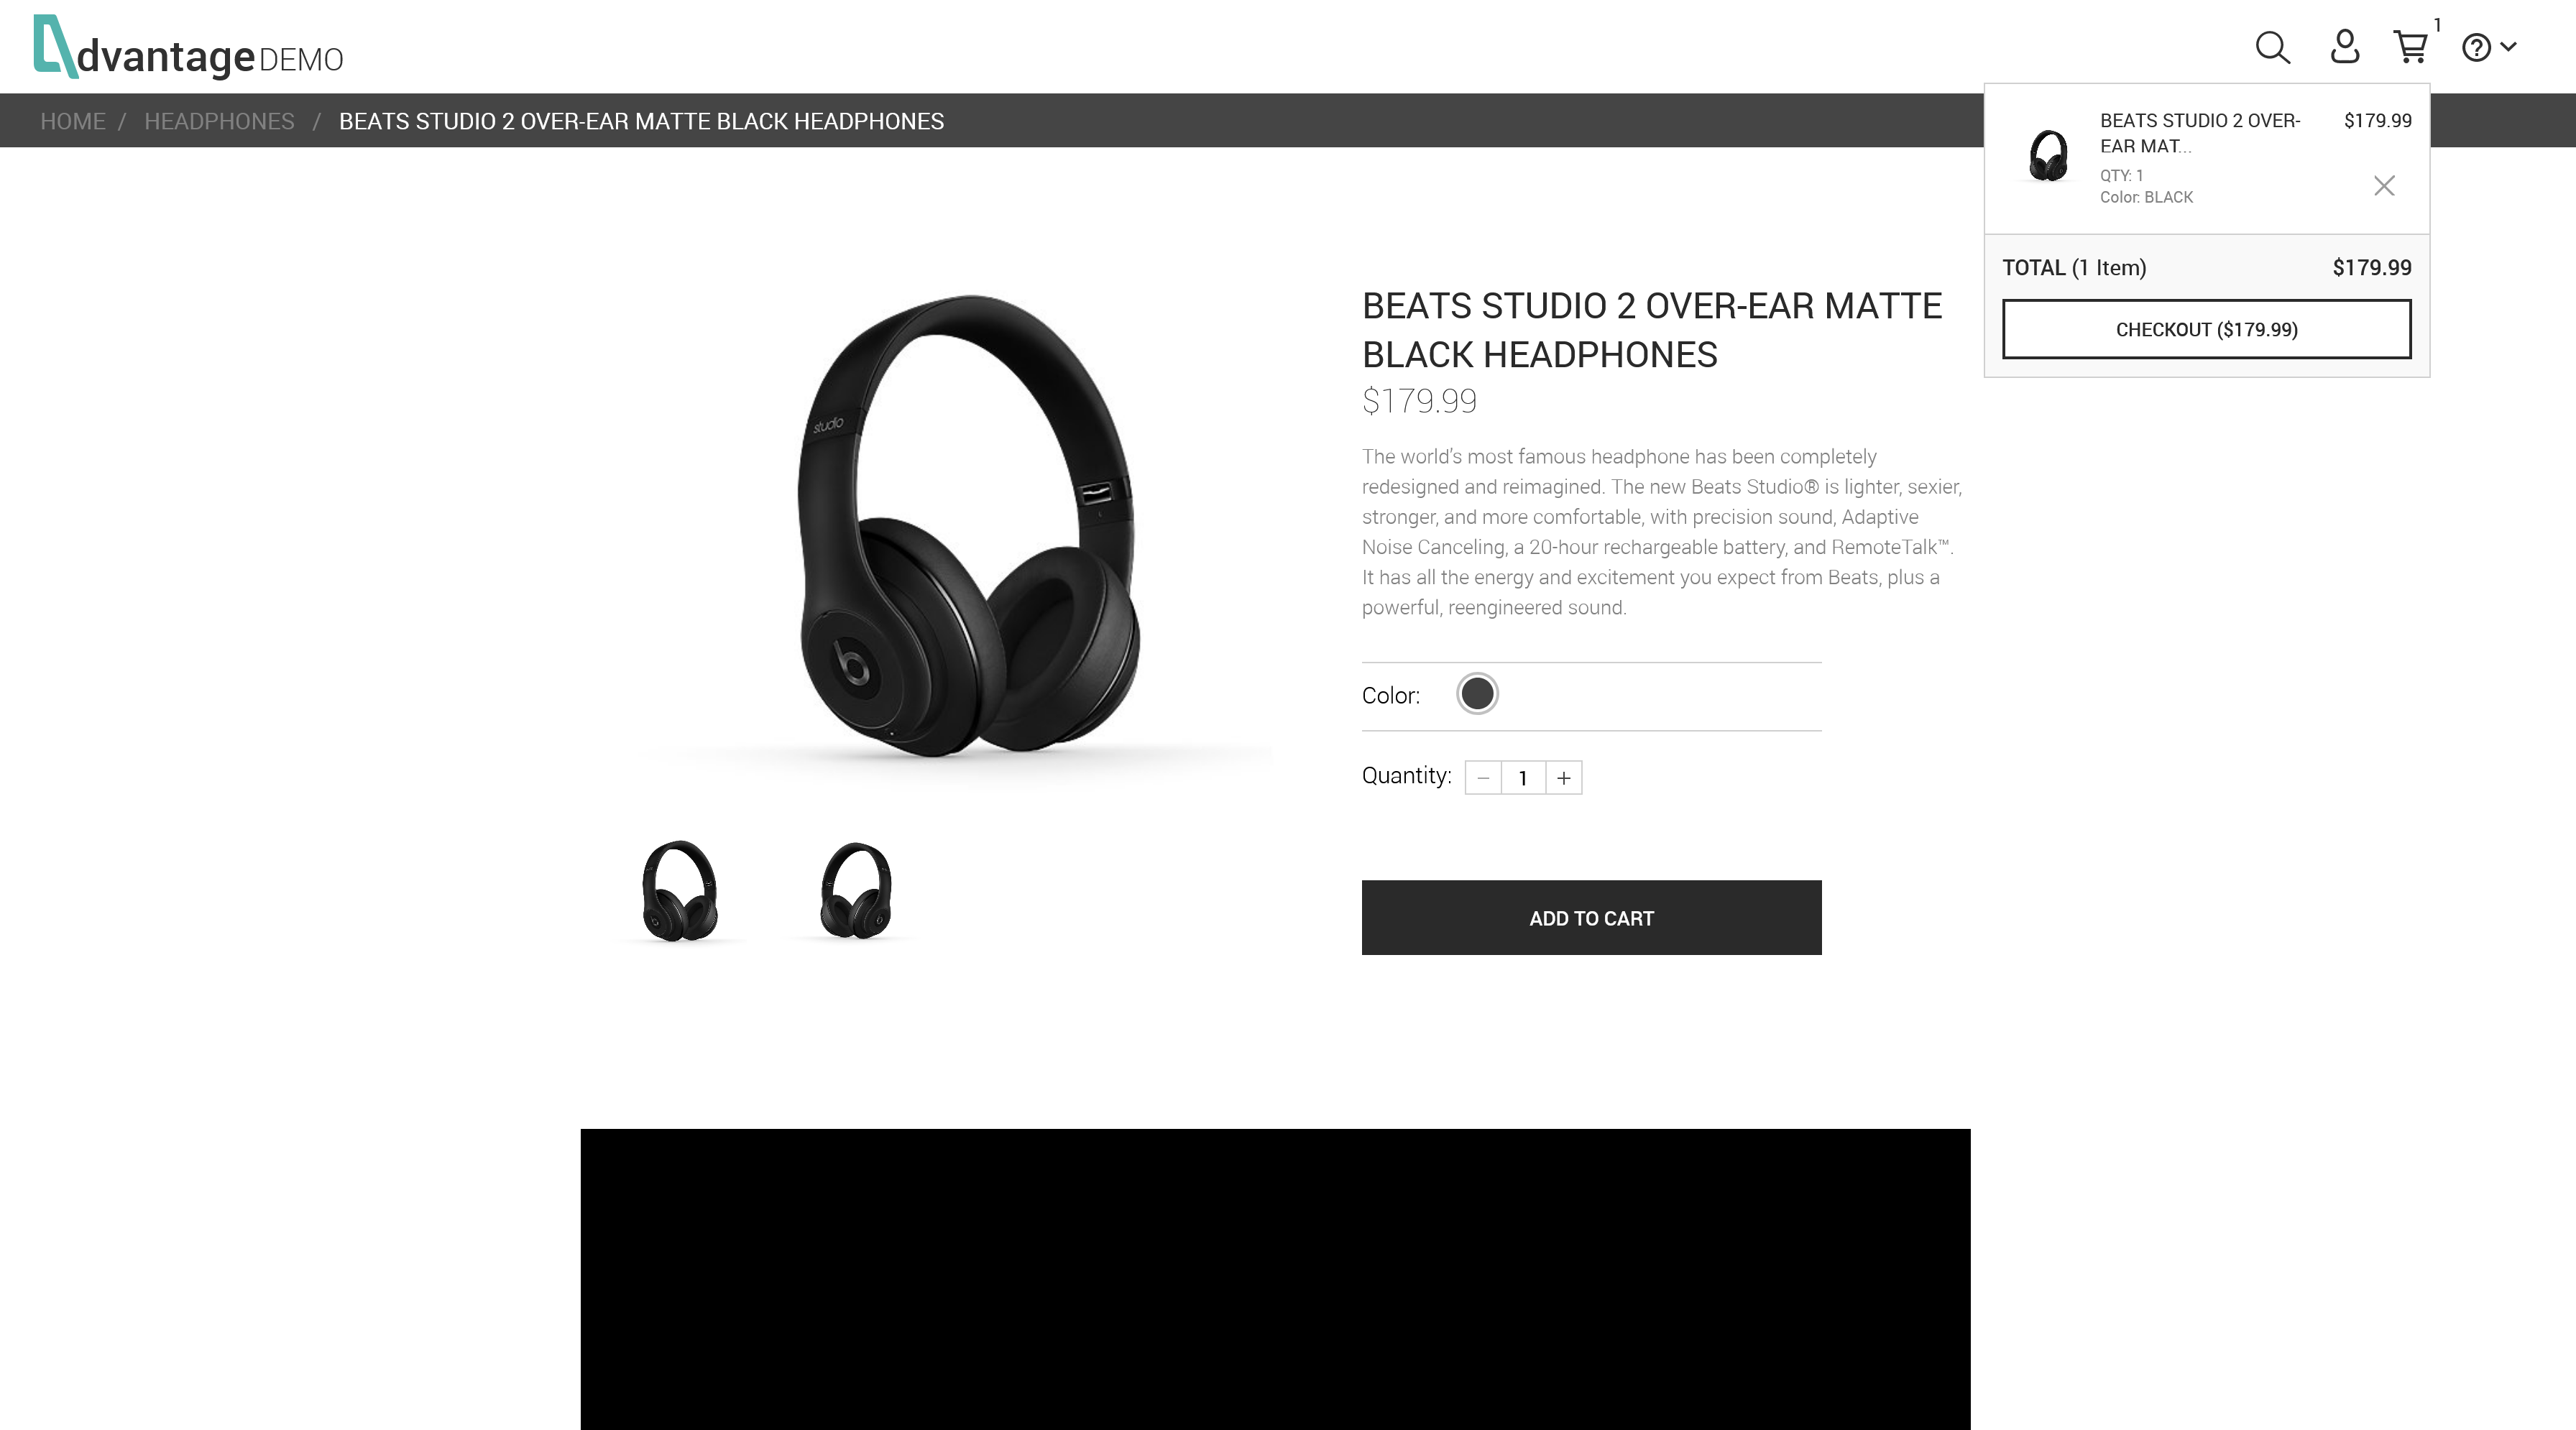 dvantage DEMO
1
HOME / HEADPHONES / BEATS STUDIO 2 OVER-EAR MATTE BLACK HEADPHONES
BEATS STUDIO 2 OVER-
EAR MAT...
$179.99
QTY: 1
Color: BLACK
TOTAL (1 Item) $179.99
CHECKOUT ($179.99)
studio
b
BEATS STUDIO 2 OVER-EAR MATTE
BLACK HEADPHONES
$179.99
The world’s most famous headphone has been completely
redesigned and reimagined. The new Beats Studio® is lighter, sexier,
stronger, and more comfortable, with precision sound, Adaptive
Noise Canceling, a 20-hour rechargeable battery, and RemoteTalk™.
It has all the energy and excitement you expect from Beats, plus a
powerful, reengineered sound.
Color:
Quantity: − 1 +
ADD TO CART